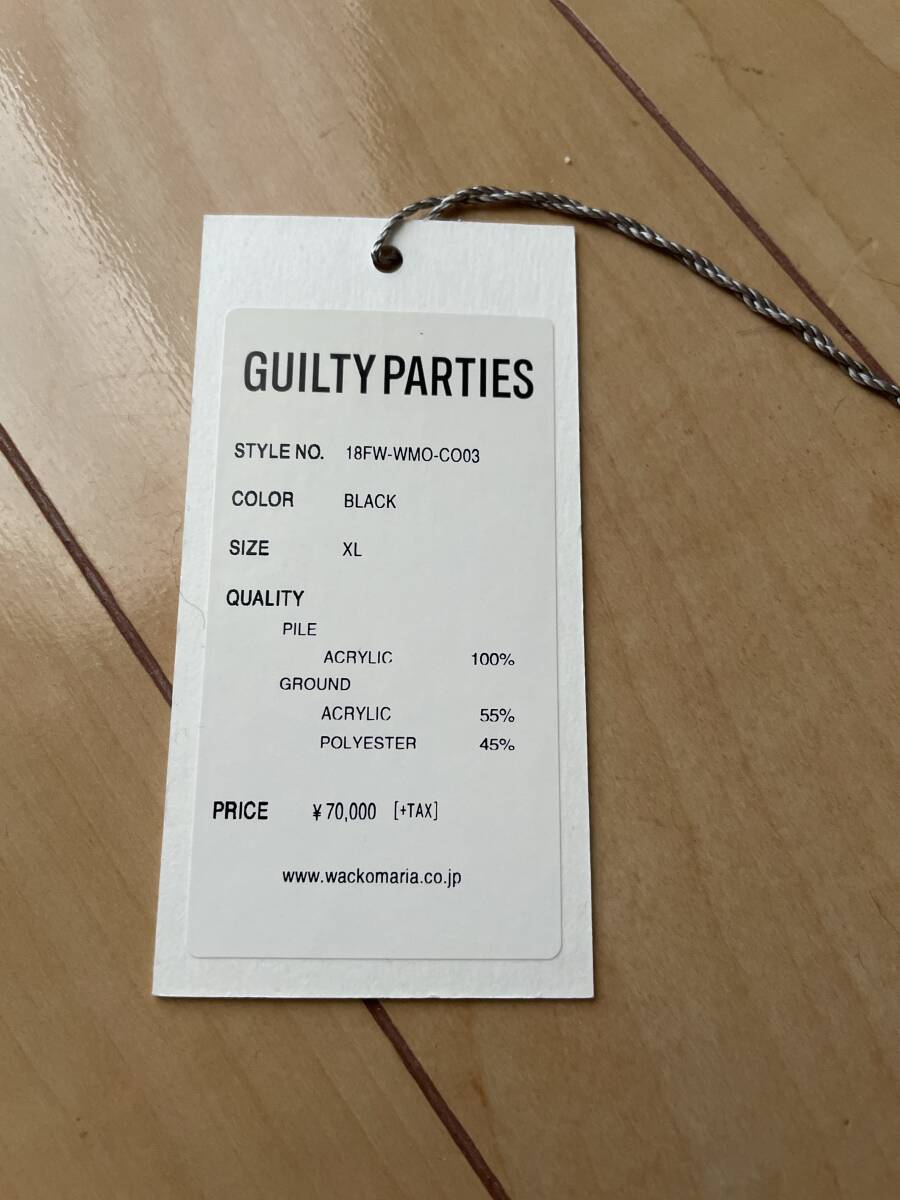 GUILTY PARTIES
STYLE NO. 18FW-WMO-CO03
COLOR BLACK
SIZE XL
QUALITY
PILE
ACRYLIC 100%
GROUND
ACRYLIC 55%
POLYESTER 45%
PRICE ¥70,000 [+TAX]
www.wackomaria.co.jp